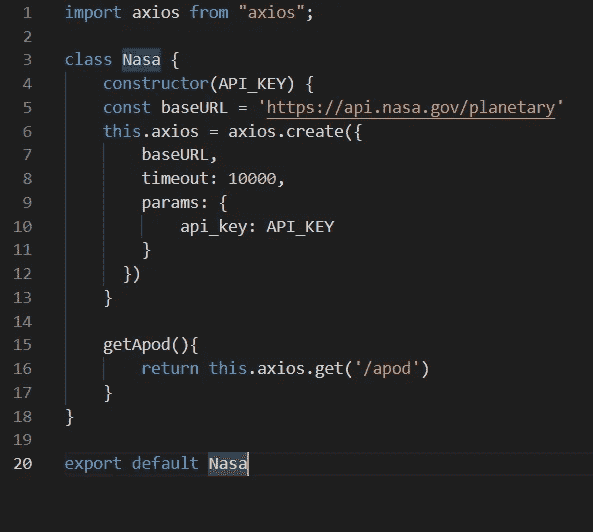 1 import axios from "axios";
2
3 class Nasa {
4 constructor(API_KEY) {
5 const baseURL = 'https://api.nasa.gov/planetary'
6 this.axios = axios.create({
7 baseURL,
8 timeout: 10000,
9 params: {
10 api_key: API_KEY
11 }
12 })
13 }
14
15 getApod(){
16 return this.axios.get('/apod')
17 }
18 }
19
20 export default Nasa